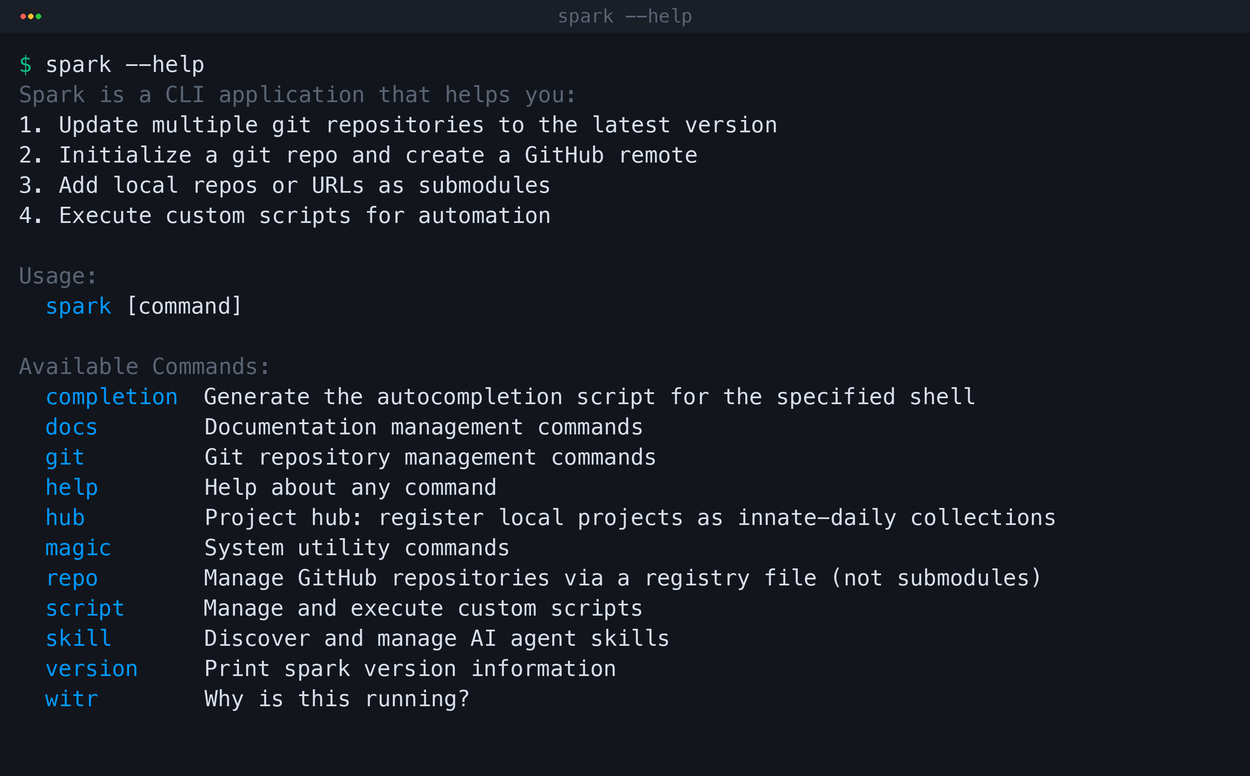 spark --help
$ spark --help
Spark is a CLI application that helps you:
1. Update multiple git repositories to the latest version
2. Initialize a git repo and create a GitHub remote
3. Add local repos or URLs as submodules
4. Execute custom scripts for automation
Usage:
spark [command]
Available Commands:
completion  Generate the autocompletion script for the specified shell
docs        Documentation management commands
git         Git repository management commands
help        Help about any command
hub         Project hub: register local projects as innate-daily collections
magic       System utility commands
repo        Manage GitHub repositories via a registry file (not submodules)
script      Manage and execute custom scripts
skill       Discover and manage AI agent skills
version     Print spark version information
witr        Why is this running?